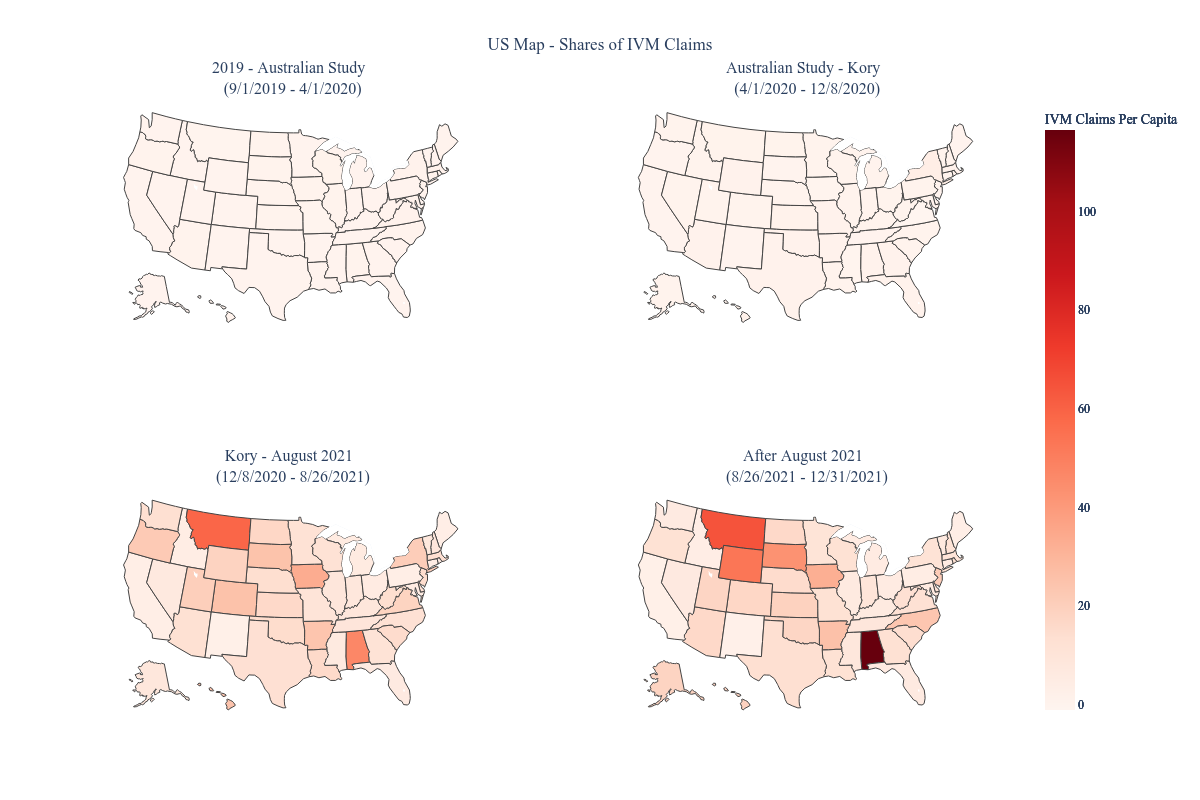 US Map - Shares of IVM Claims
2019 - Australian Study
(9/1/2019 - 4/1/2020)
Australian Study - Kory
(4/1/2020 - 12/8/2020)
IVM Claims Per Capita
100
80
60
40
20
0
Kory - August 2021
(12/8/2020 - 8/26/2021)
After August 2021
(8/26/2021 - 12/31/2021)